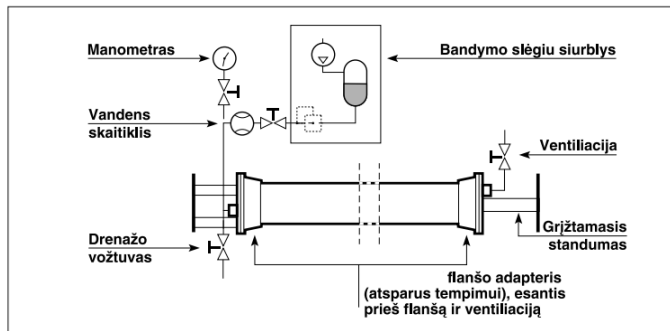 Manometras
Bandymo slėgiu siurblys
Vandens
skaitiklis
Ventiliacija
Grįžtamasis
standumas
Drenažo
vožtuvas
flanšo adapteris
(atsparus tempimui), esantis
prieš flanšą ir ventiliaciją